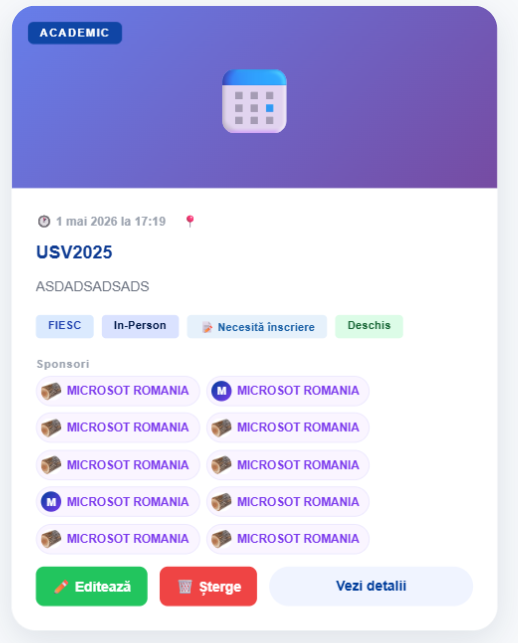 ACADEMIC
1 mai 2026 la 17:19
USV2025
ASDADSADSADS
FIESC In-Person Necesită înscriere Deschis
Sponsori
MICROSOT ROMANIA M MICROSOT ROMANIA
MICROSOT ROMANIA MICROSOT ROMANIA
MICROSOT ROMANIA MICROSOT ROMANIA
M MICROSOT ROMANIA MICROSOT ROMANIA
MICROSOT ROMANIA MICROSOT ROMANIA
Editează Șterge Vezi detalii